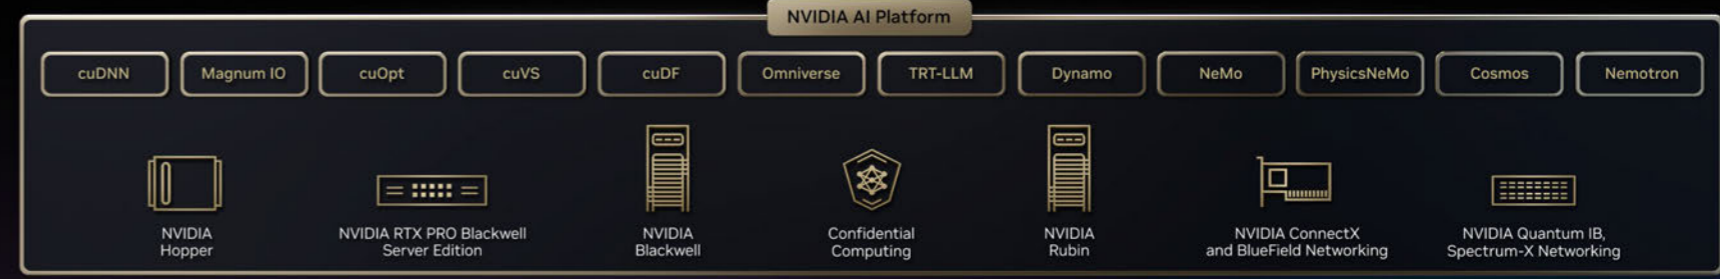 NVIDIA AI Platform
cuDNN
Magnum IO
cuOpt
cuVS
cuDF
Omniverse
TRT-LLM
Dynamo
NeMo
PhysicsNeMo
Cosmos
Nemotron
NVIDIA
Hopper
NVIDIA RTX PRO Blackwell
Server Edition
NVIDIA
Blackwell
Confidential
Computing
NVIDIA
Rubin
NVIDIA ConnectX
and BlueField Networking
NVIDIA Quantum IB,
Spectrum-X Networking